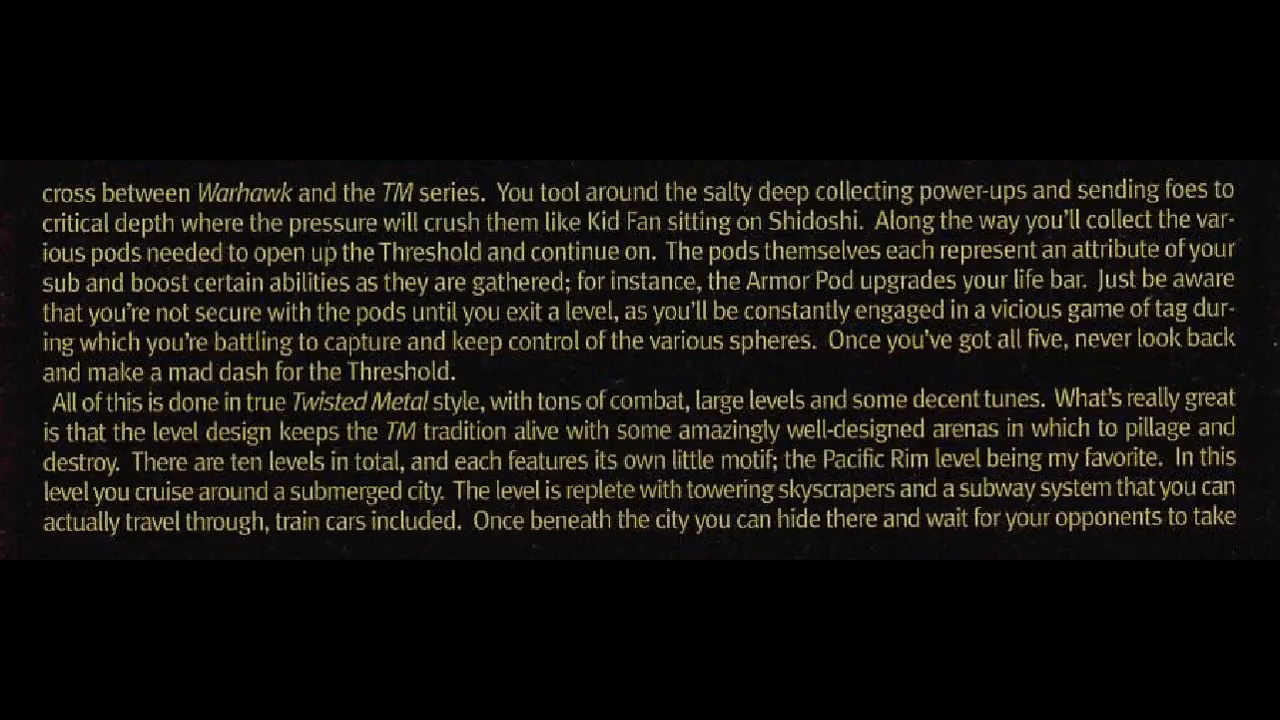 cross between Warhawk and the TM series. You tool around the salty deep collecting power-ups and sending foes to
critical depth where the pressure will crush them like Kid Fan sitting on Shidoshi. Along the way you'll collect the var-
ious pods needed to open up the Threshold and continue on. The pods themselves each represent an attribute of your
sub and boost certain abilities as they are gathered; for instance, the Armor Pod upgrades your life bar. Just be aware
that you're not secure with the pods until you exit a level, as you'll be constantly engaged in a vicious game of tag dur-
ing which you're battling to capture and keep control of the various spheres. Once you've got all five, never look back
and make a mad dash for the Threshold.
All of this is done in true Twisted Metal style, with tons of combat, large levels and some decent tunes. What's really great
is that the level design keeps the TM tradition alive with some amazingly well-designed arenas in which to pillage and
destroy. There are ten levels in total, and each features its own little motif; the Pacific Rim level being my favorite. In this
level you cruise around a submerged city. The level is replete with towering skyscrapers and a subway system that you can
actually travel through, train cars included. Once beneath the city you can hide there and wait for your opponents to take